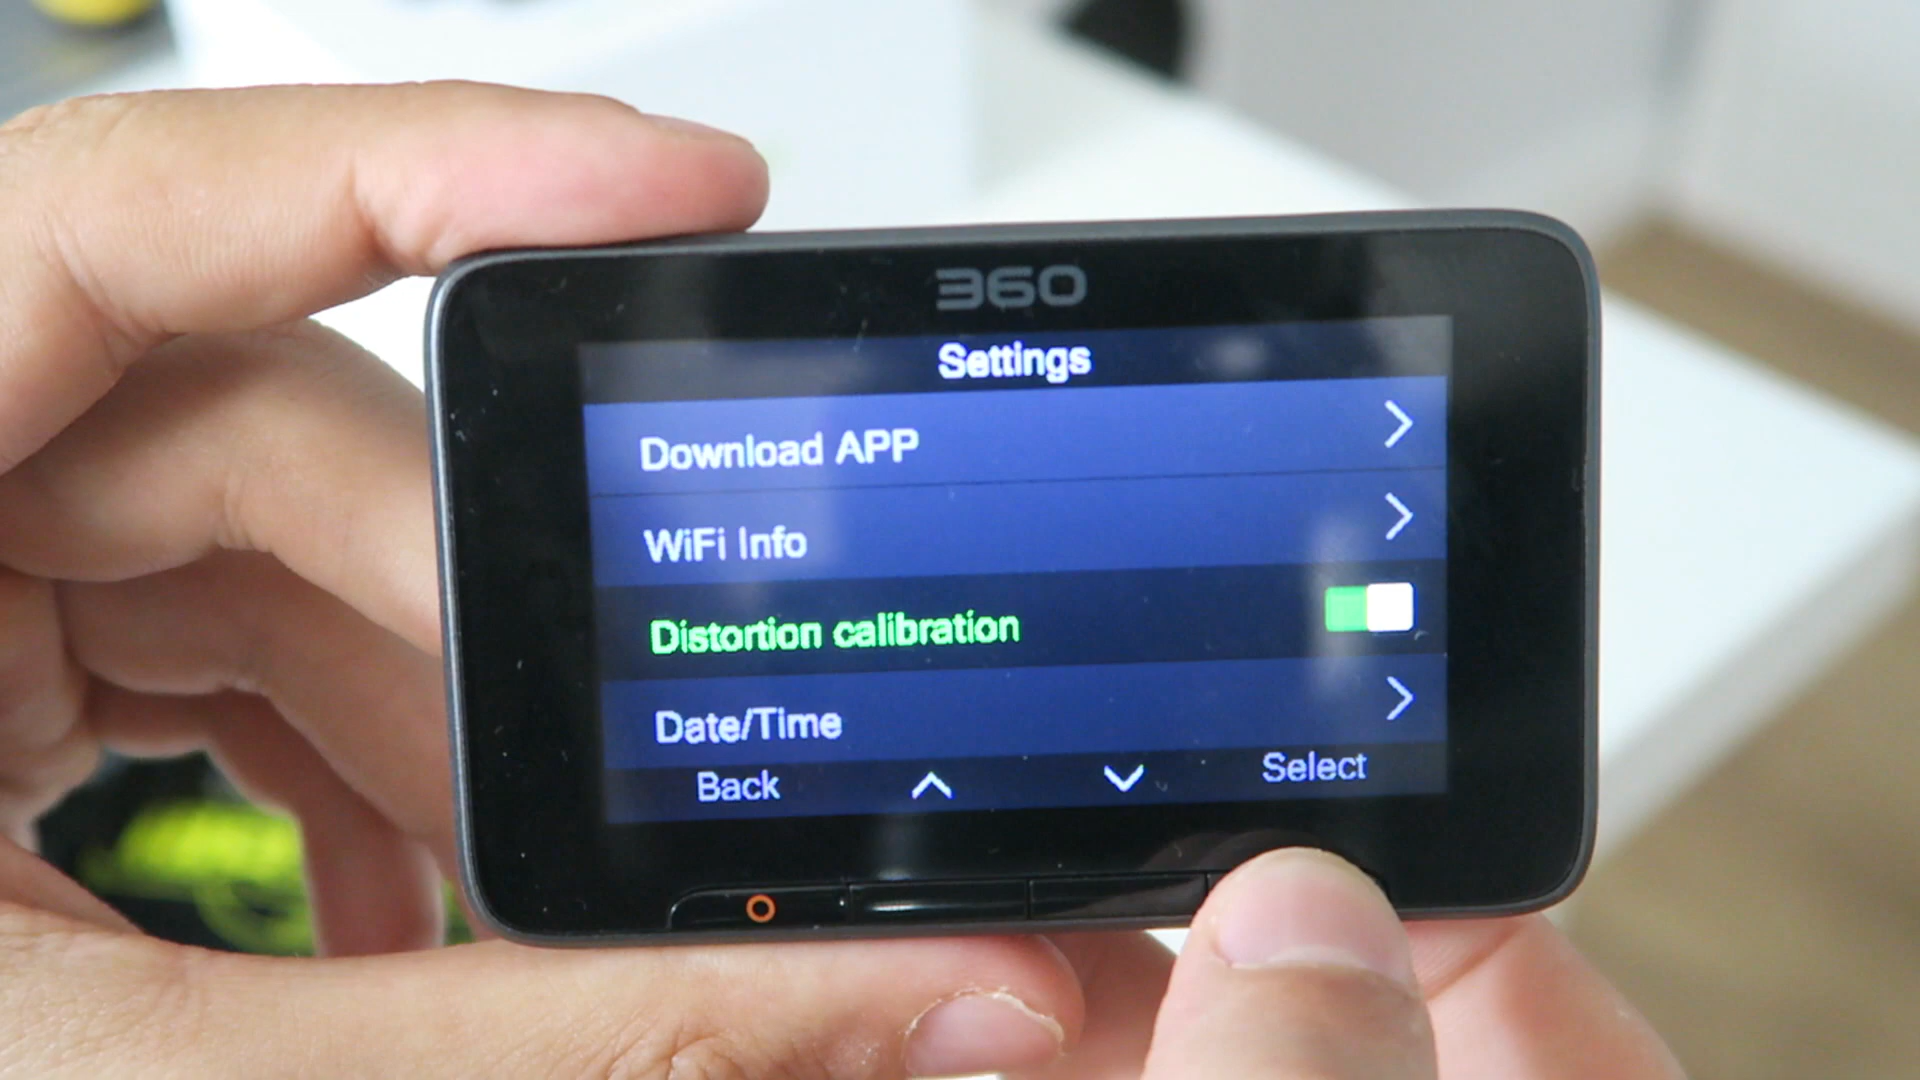 360
Settings
Download APP
WiFi Info
Distortion calibration
Date/Time
Back
Select